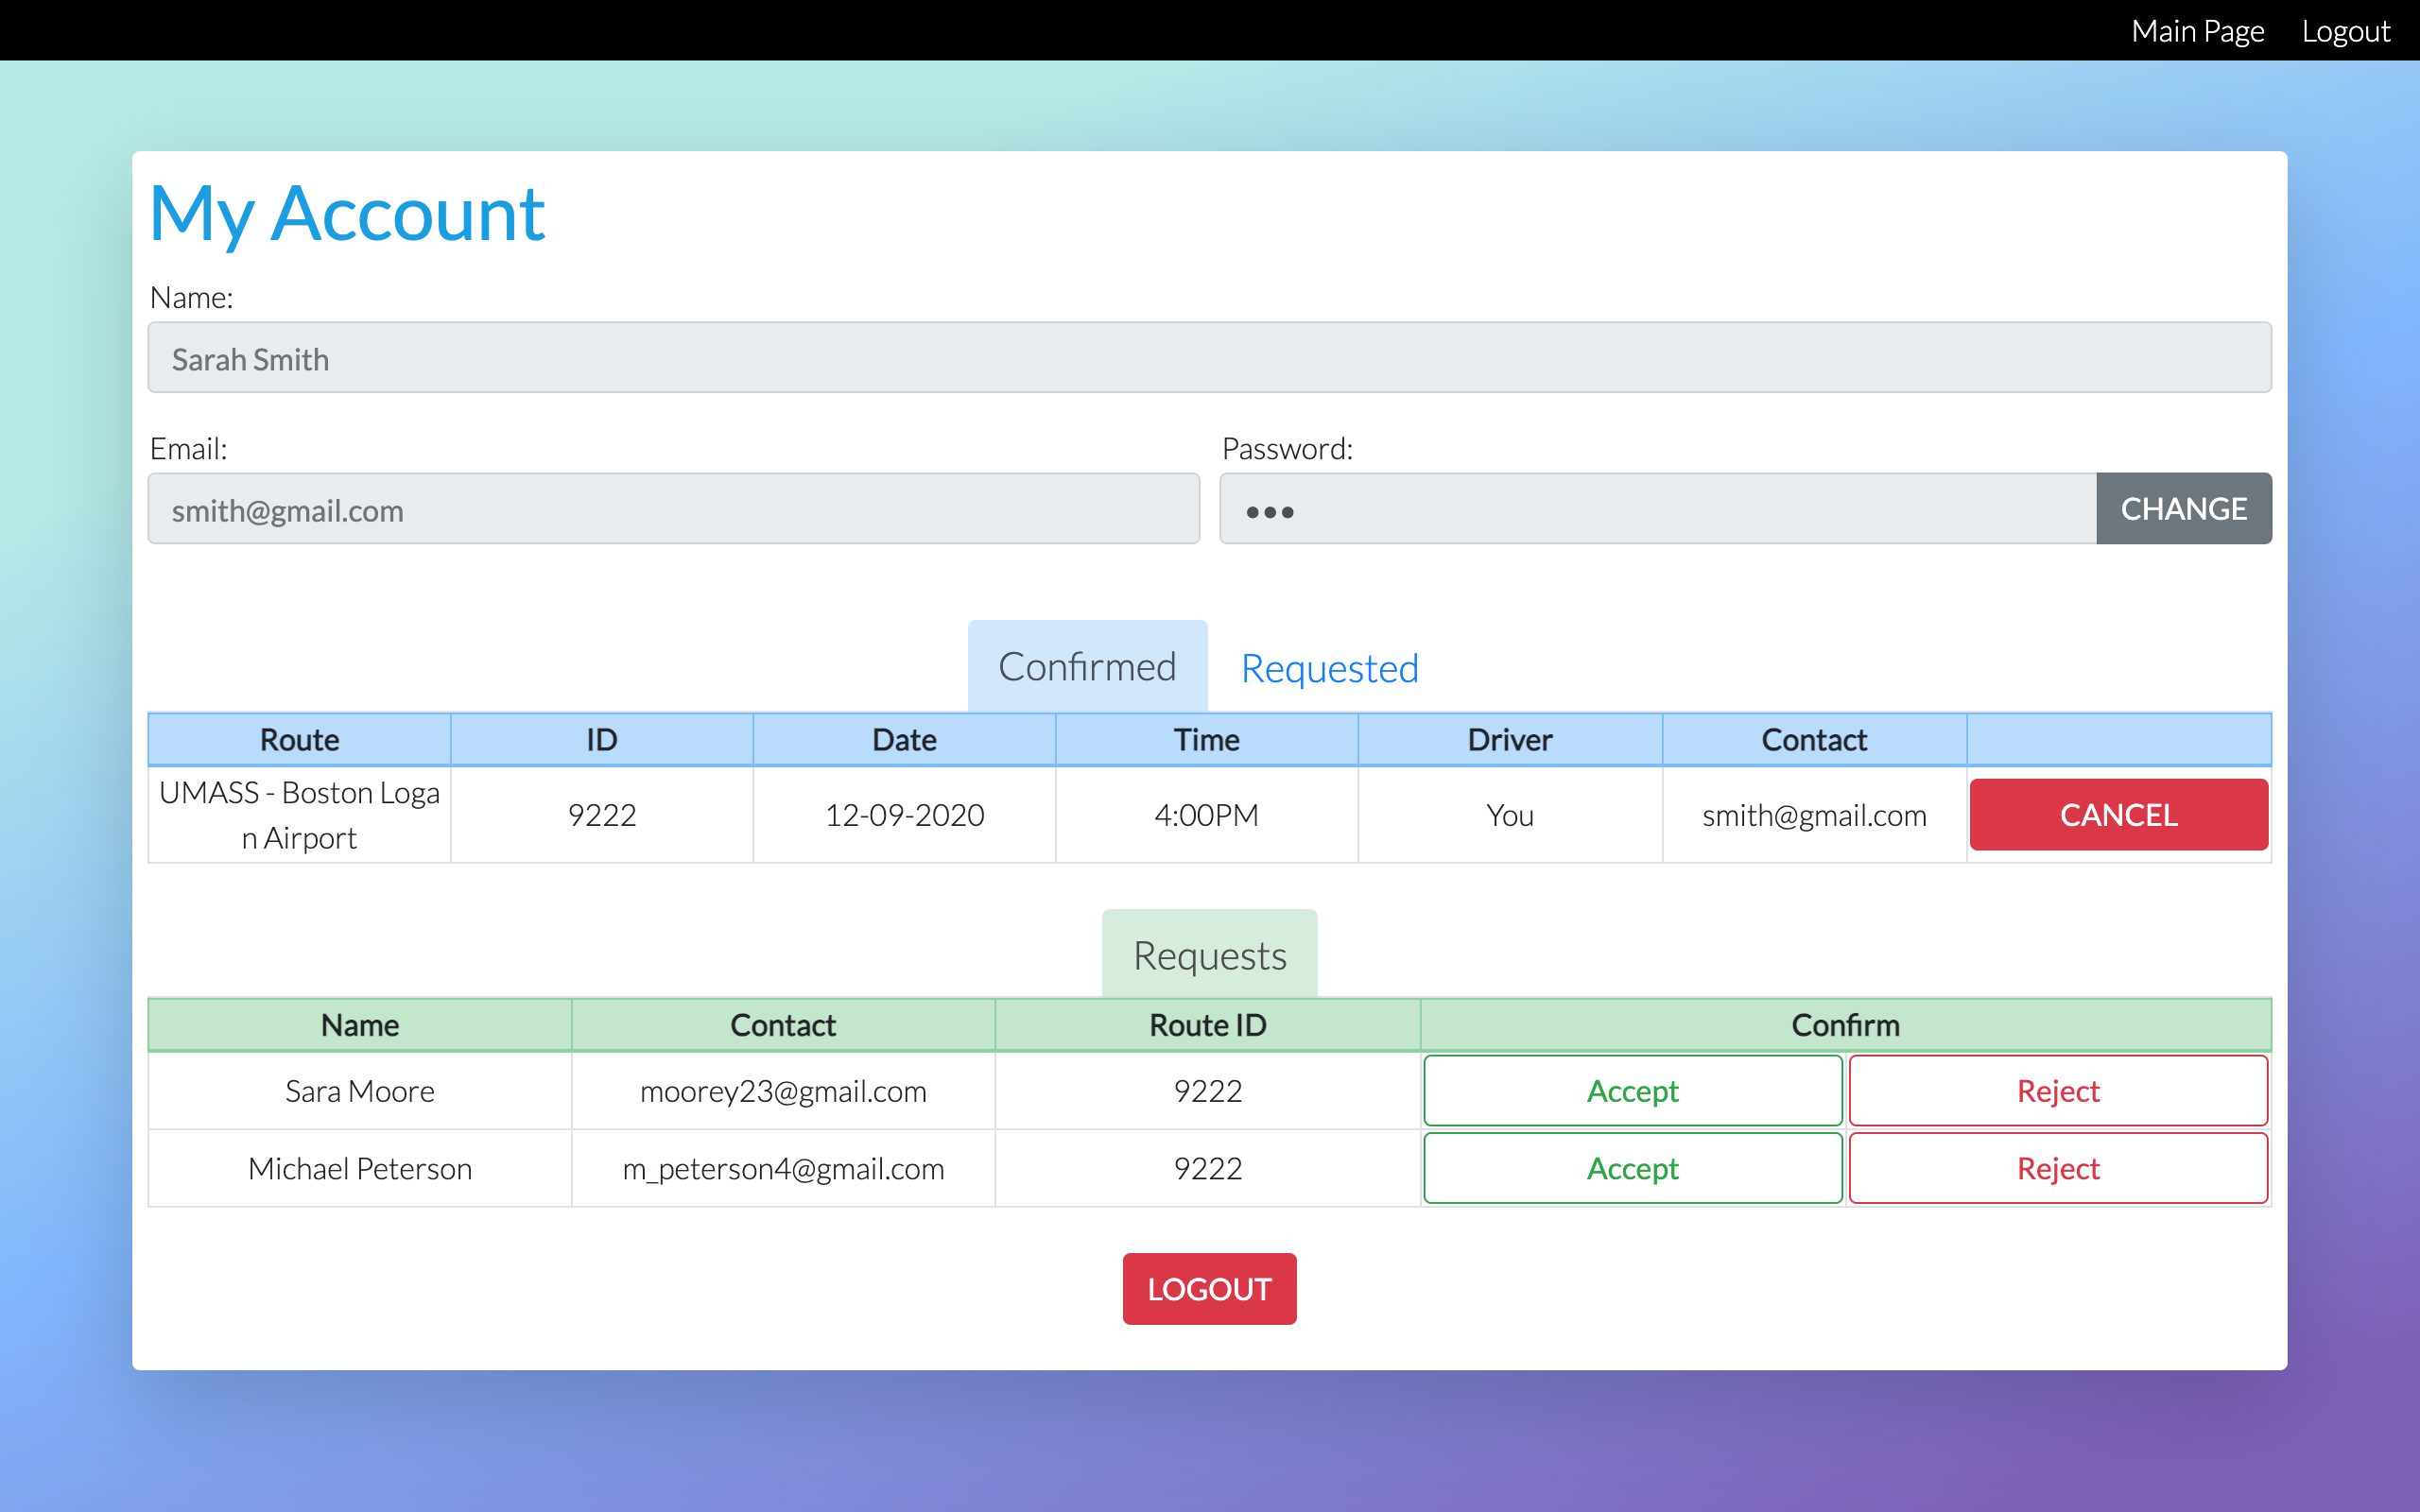 Main Page Logout
My Account
Name:
Sarah Smith
Email: Password:
smith@gmail.com ••• CHANGE
Confirmed Requested
Route ID Date Time Driver Contact
UMASS - Boston Loga
n Airport 9222 12-09-2020 4:00PM You smith@gmail.com CANCEL
Requests
Name Contact Route ID Confirm
Sara Moore moorey23@gmail.com 9222 Accept Reject
Michael Peterson m_peterson4@gmail.com 9222 Accept Reject
LOGOUT